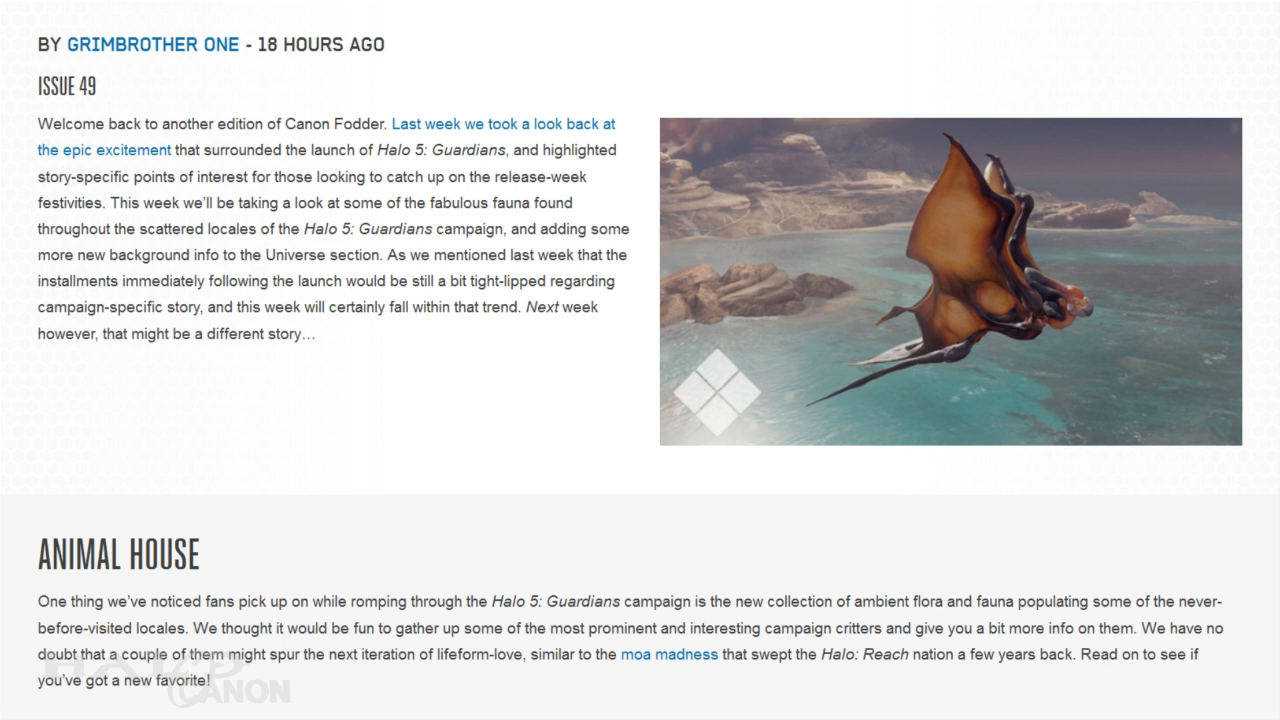 BY GRIMBROTHER ONE - 18 HOURS AGO
ISSUE 49
Welcome back to another edition of Canon Fodder. Last week we took a look back at
the epic excitement that surrounded the launch of Halo 5: Guardians, and highlighted
story-specific points of interest for those looking to catch up on the release-week
festivities. This week we’ll be taking a look at some of the fabulous fauna found
throughout the scattered locales of the Halo 5: Guardians campaign, and adding some
more new background info to the Universe section. As we mentioned last week that the
installments immediately following the launch would be still a bit tight-lipped regarding
campaign-specific story, and this week will certainly fall within that trend. Next week
however, that might be a different story…
ANIMAL HOUSE
One thing we’ve noticed fans pick up on while romping through the Halo 5: Guardians campaign is the new collection of ambient flora and fauna populating some of the never-
before-visited locales. We thought it would be fun to gather up some of the most prominent and interesting campaign critters and give you a bit more info on them. We have no
doubt that a couple of them might spur the next iteration of lifeform-love, similar to the moa madness that swept the Halo: Reach nation a few years back. Read on to see if
you’ve got a new favorite!
HALO
CANON